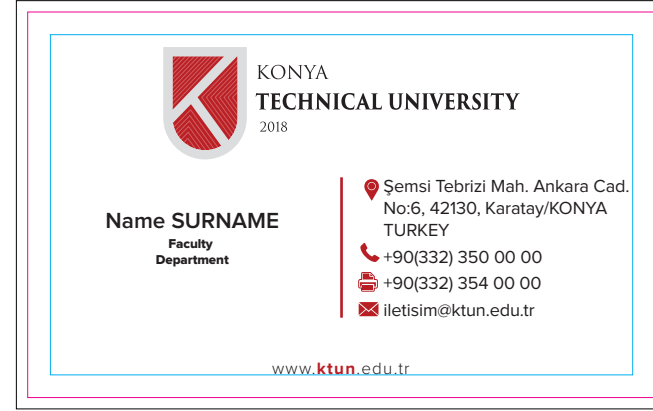 KONYA
TECHNICAL UNIVERSITY
2018
Name SURNAME
Faculty
Department
Şemsi Tebrizi Mah. Ankara Cad.
No:6, 42130, Karatay/KONYA
TURKEY
+90(332) 350 00 00
+90(332) 354 00 00
iletisim@ktun.edu.tr
www.ktun.edu.tr